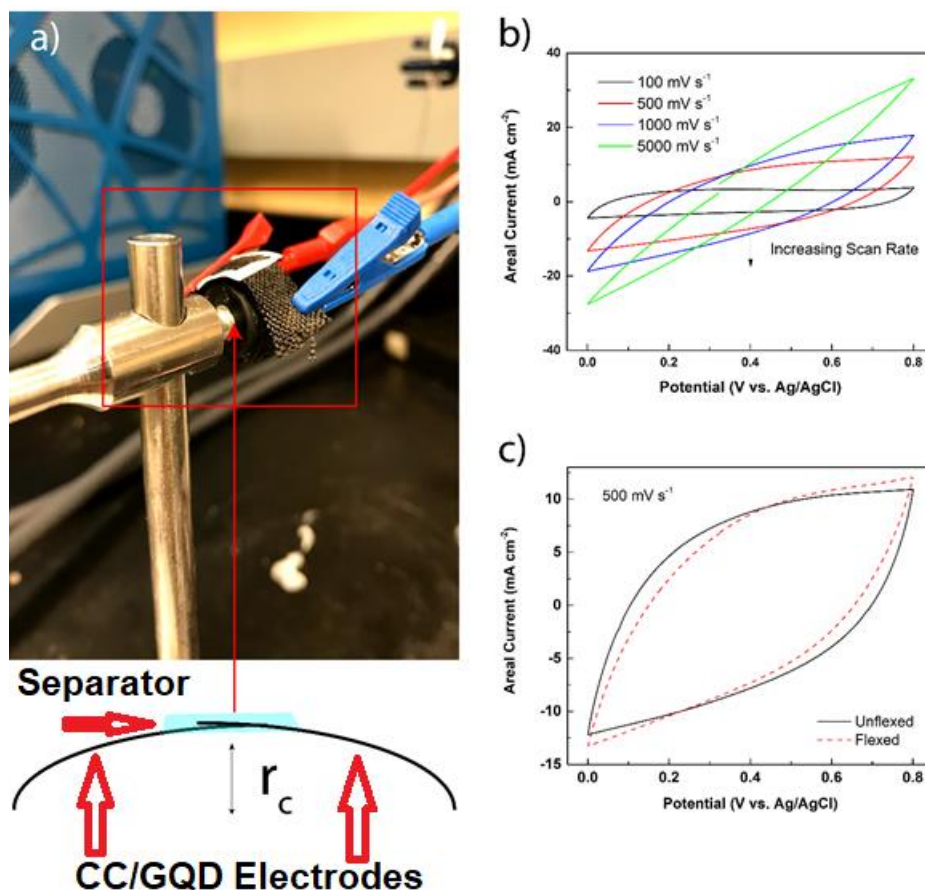 a)
Separator
r_c
CC/GQD Electrodes
b)
Areal Current (mA cm⁻²)
40
20
0
-20
-40
100 mV s⁻¹
500 mV s⁻¹
1000 mV s⁻¹
5000 mV s⁻¹
Increasing Scan Rate
0.0 0.2 0.4 0.6 0.8
Potential (V vs. Ag/AgCl)
c)
Areal Current (mA cm⁻²)
10
5
0
-5
-10
-15
500 mV s⁻¹
Unflexed
Flexed
0.0 0.2 0.4 0.6 0.8
Potential (V vs. Ag/AgCl)